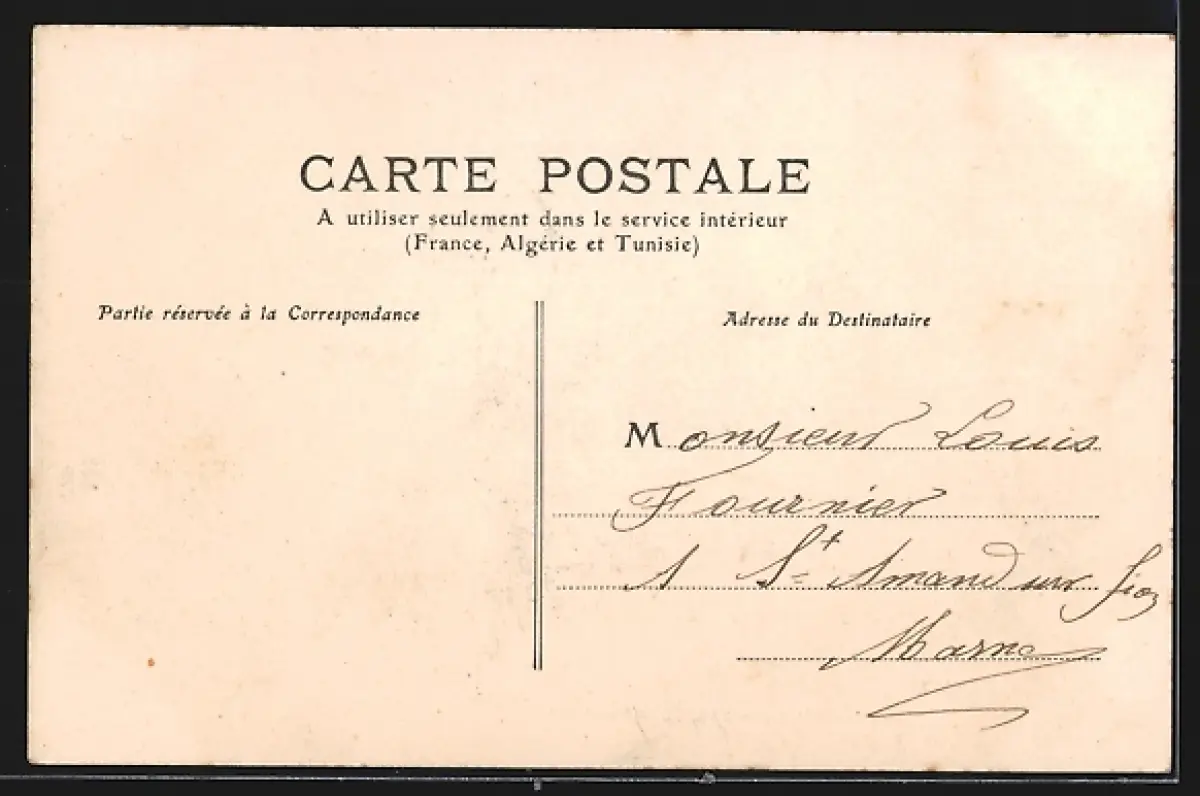 CARTE POSTALE
A utiliser seulement dans le service intérieur
(France, Algérie et Tunisie)
Partie réservée à la Correspondance
Adresse du Destinataire
Monsieur Louis
Fournier
A St Amand sur Fion
Marne